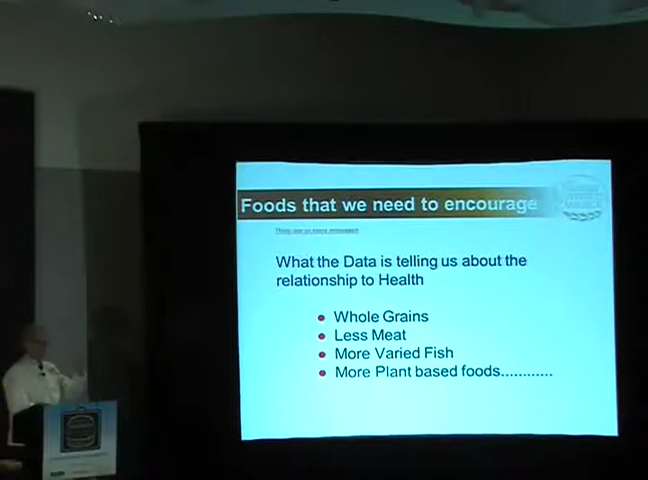 Foods that we need to encourage
What the Data is telling us about the
relationship to Health
Whole Grains
Less Meat
More Varied Fish
More Plant based foods............